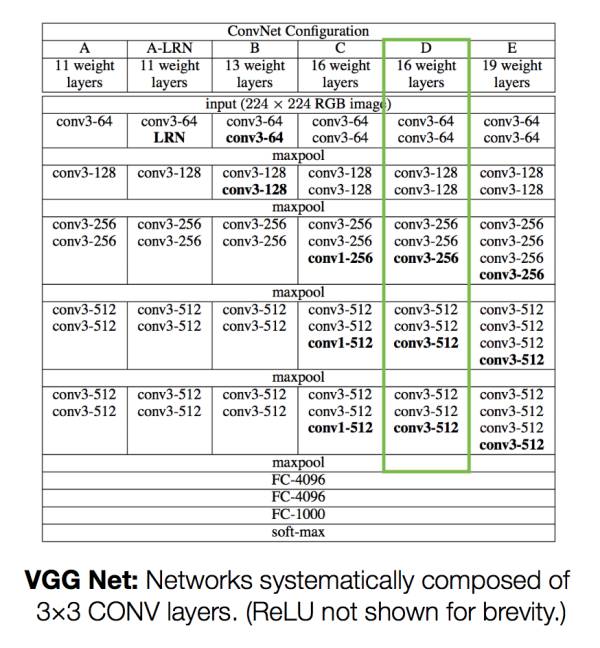 ConvNet Configuration
A A-LRN B C D E
11 weight 11 weight 13 weight 16 weight 16 weight 19 weight
layers layers layers layers layers layers
input (224 × 224 RGB image)
conv3-64 conv3-64 conv3-64 conv3-64 conv3-64 conv3-64
LRN conv3-64 conv3-64 conv3-64 conv3-64
maxpool
conv3-128 conv3-128 conv3-128 conv3-128 conv3-128 conv3-128
conv3-128 conv3-128 conv3-128 conv3-128
maxpool
conv3-256 conv3-256 conv3-256 conv3-256 conv3-256 conv3-256
conv3-256 conv3-256 conv3-256 conv3-256 conv3-256 conv3-256
conv1-256 conv3-256 conv3-256
conv3-256
maxpool
conv3-512 conv3-512 conv3-512 conv3-512 conv3-512 conv3-512
conv3-512 conv3-512 conv3-512 conv3-512 conv3-512 conv3-512
conv1-512 conv3-512 conv3-512
conv3-512
maxpool
conv3-512 conv3-512 conv3-512 conv3-512 conv3-512 conv3-512
conv3-512 conv3-512 conv3-512 conv3-512 conv3-512 conv3-512
conv1-512 conv3-512 conv3-512
conv3-512
maxpool
FC-4096
FC-4096
FC-1000
soft-max
VGG Net: Networks systematically composed of
3×3 CONV layers. (ReLU not shown for brevity.)